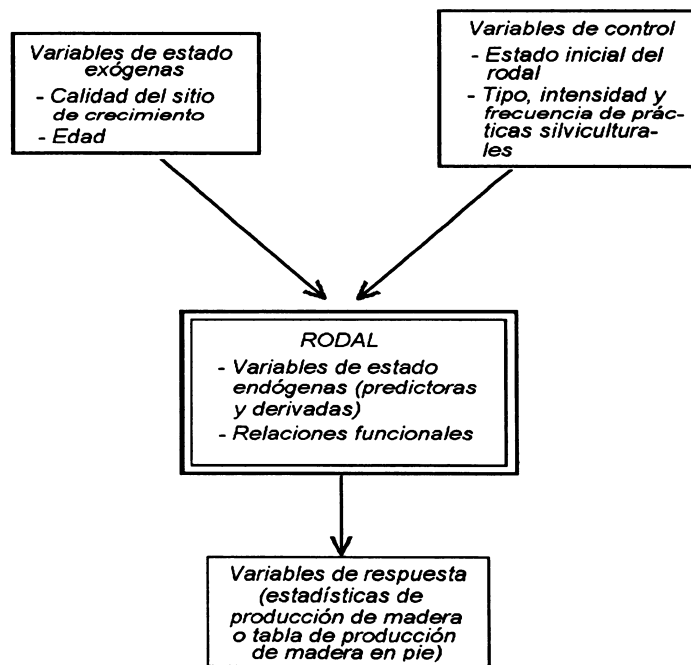 Variables de estado
exógenas
- Calidad del sitio
de crecimiento
- Edad
Variables de control
- Estado inicial del
rodal
- Tipo, intensidad y
frecuencia de prác-
ticas silvicultura-
les
RODAL
- Variables de estado
endógenas (predictoras
y derivadas)
- Relaciones funcionales
Variables de respuesta
(estadísticas de
producción de madera
o tabla de producción
de madera en pie)